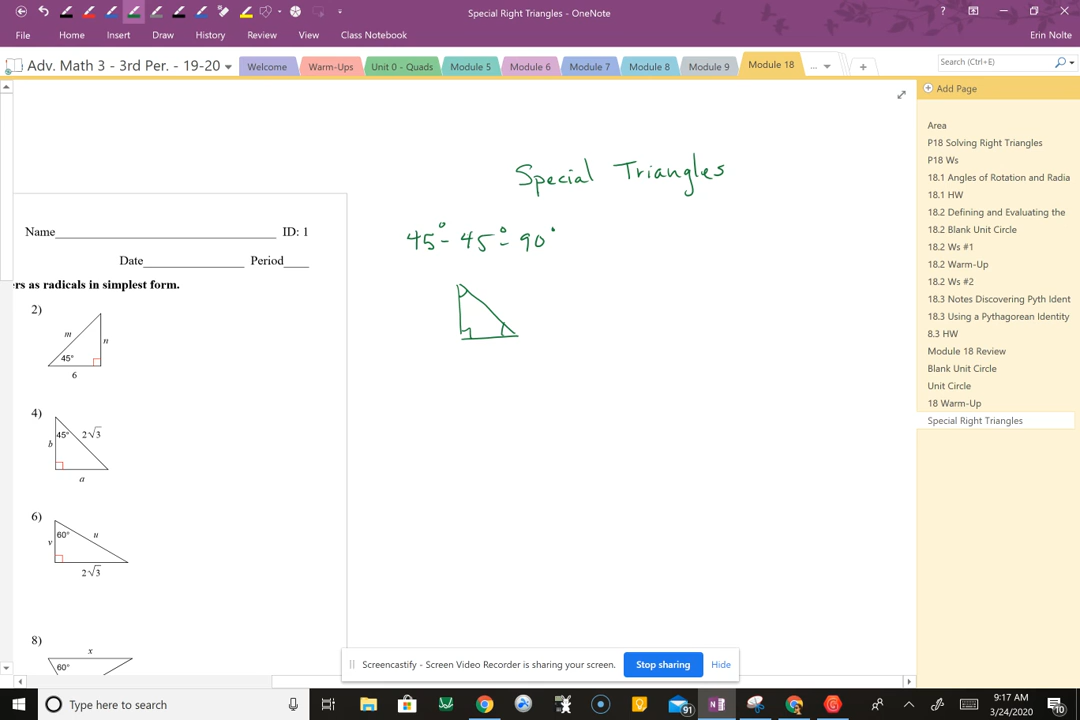 Special Right Triangles - OneNote
?
File Home Insert Draw History Review View Class Notebook
Erin Nolte
Adv. Math 3 - 3rd Per. - 19-20
Welcome Warm-Ups Unit 0 - Quads Module 5 Module 6 Module 7 Module 8 Module 9 Module 18 ... +
Search (Ctrl+E)
Add Page
Area
P18 Solving Right Triangles
P18 Ws
18.1 Angles of Rotation and Radia
18.1 HW
18.2 Defining and Evaluating the
18.2 Blank Unit Circle
18.2 Ws #1
18.2 Warm-Up
18.2 Ws #2
18.3 Notes Discovering Pyth Ident
18.3 Using a Pythagorean Identity
8.3 HW
Module 18 Review
Blank Unit Circle
Unit Circle
18 Warm-Up
Special Right Triangles
Special Triangles
45°- 45°- 90°
Name ID: 1
Date Period
ers as radicals in simplest form.
2)
m
n
45°
6
4)
45° 2√3
b
a
6)
60° u
v
2√3
8)
x
60°
Screencastify - Screen Video Recorder is sharing your screen. Stop sharing Hide
Type here to search
91
9:17 AM
3/24/2020
10